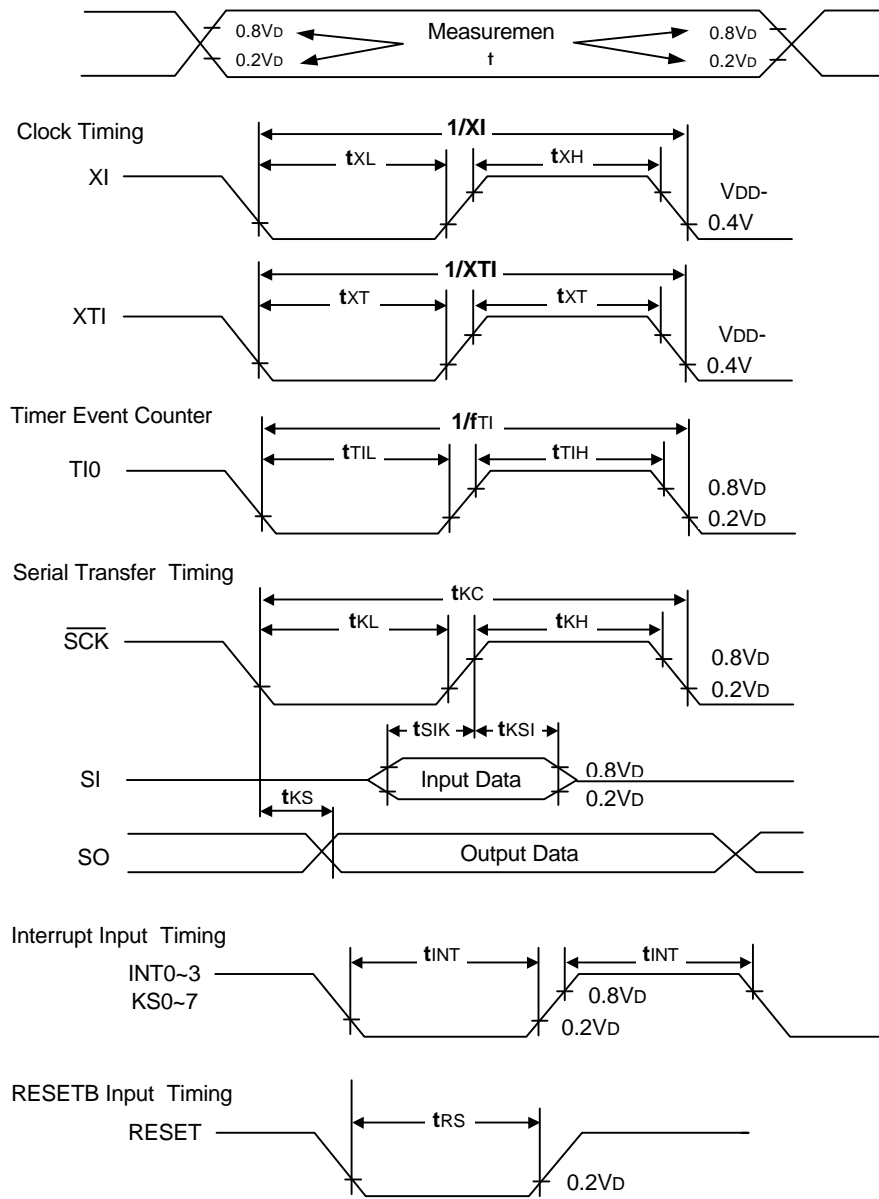 0.8VD Measuremen 0.8VD
0.2VD t 0.2VD
Clock Timing
1/XI
tXL tXH
XI
VDD-
0.4V
1/XTI
tXT tXT
XTI
VDD-
0.4V
Timer Event Counter
1/fTI
tTIL tTIH
TI0
0.8VD
0.2VD
Serial Transfer Timing
tKC
tKL tKH
SCK
0.8VD
0.2VD
tSIK tKSI
SI Input Data 0.8VD
0.2VD
tKS
SO Output Data
Interrupt Input Timing
tINT tINT
INT0~3
KS0~7 0.8VD
0.2VD
RESETB Input Timing
tRS
RESET
0.2VD